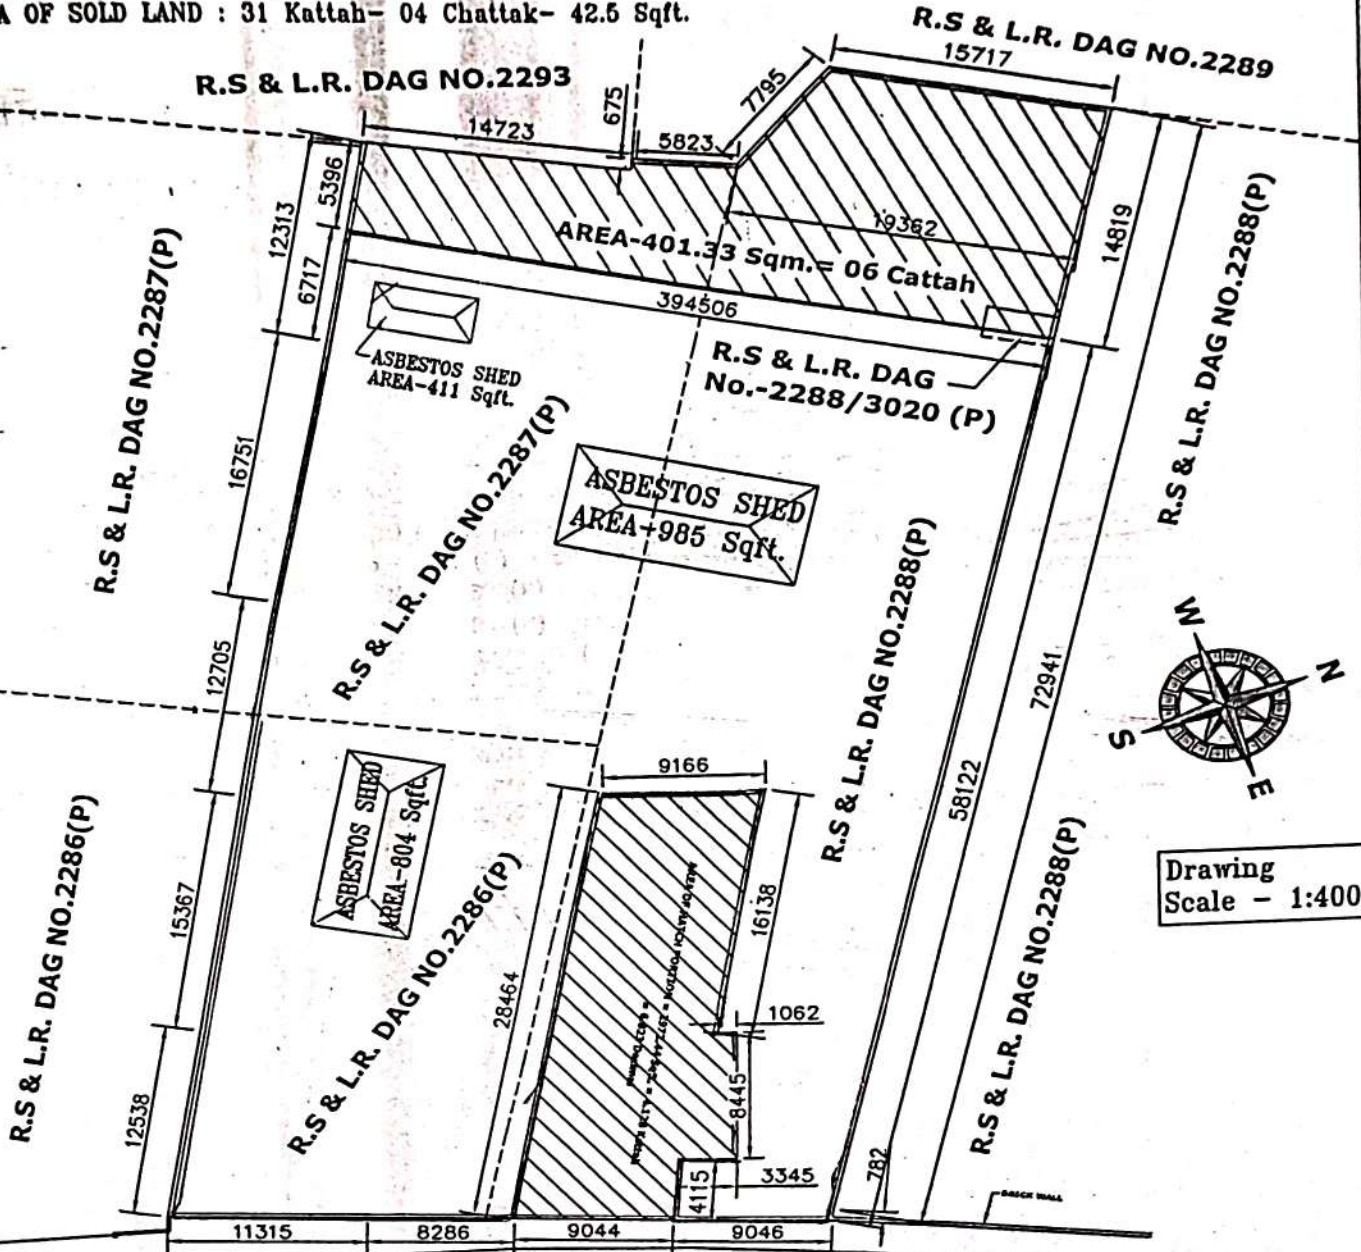 A OF SOLD LAND : 31 Kattah- 04 Chattak- 42.5 Sqft.
R.S & L.R. DAG NO.2289
15717
R.S & L.R. DAG NO.2293
7795
675
14723
5823
5396
12313
6717
19362
14819
AREA-401.33 Sqm.= 06 Cattah
394506
R.S & L.R. DAG NO.2287(P)
R.S & L.R. DAG NO.2288(P)
ASBESTOS SHED
AREA-411 Sqft.
R.S & L.R. DAG
No.-2288/3020 (P)
16751
R.S & L.R. DAG NO.2287(P)
ASBESTOS SHED
AREA-985 Sqft.
R.S & L.R. DAG NO.2288(P)
12705
72941
58122
W
N
S
E
9166
ASBESTOS SHED
AREA-804 Sqft.
R.S & L.R. DAG NO.2286(P)
15367
R.S & L.R. DAG NO.2286(P)
28464
16138
1062
8445
R.S & L.R. DAG NO.2288(P)
Drawing
Scale - 1:400
12538
4115
3345
782
BRICK WALL
11315
8286
9044
9046